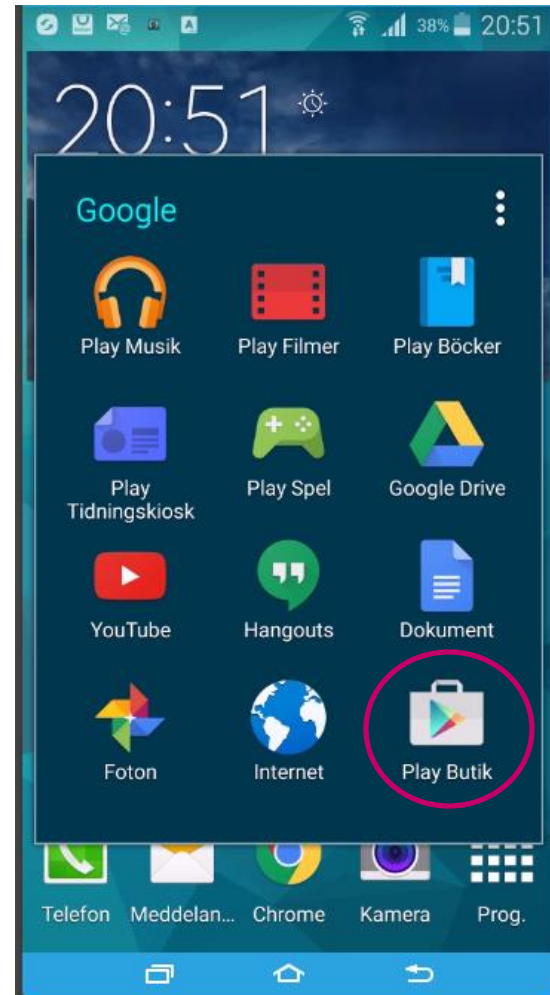 38% 20:51
20:51
Google
Play Musik
Play Filmer
Play Böcker
Play
Tidningskiosk
Play Spel
Google Drive
YouTube
Hangouts
Dokument
Foton
Internet
Play Butik
Telefon
Meddelan...
Chrome
Kamera
Prog.